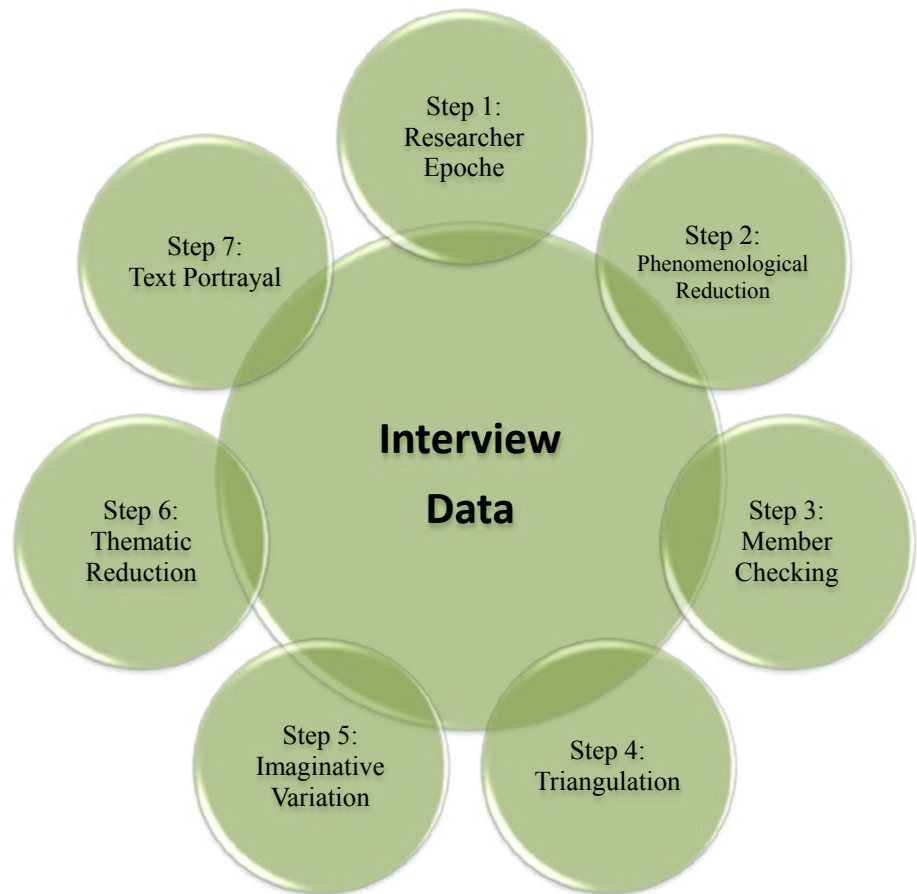 Step 1:
Researcher
Epoche
Step 2:
Phenomenological
Reduction
Step 3:
Member
Checking
Step 4:
Triangulation
Step 5:
Imaginative
Variation
Step 6:
Thematic
Reduction
Step 7:
Text Portrayal
Interview
Data